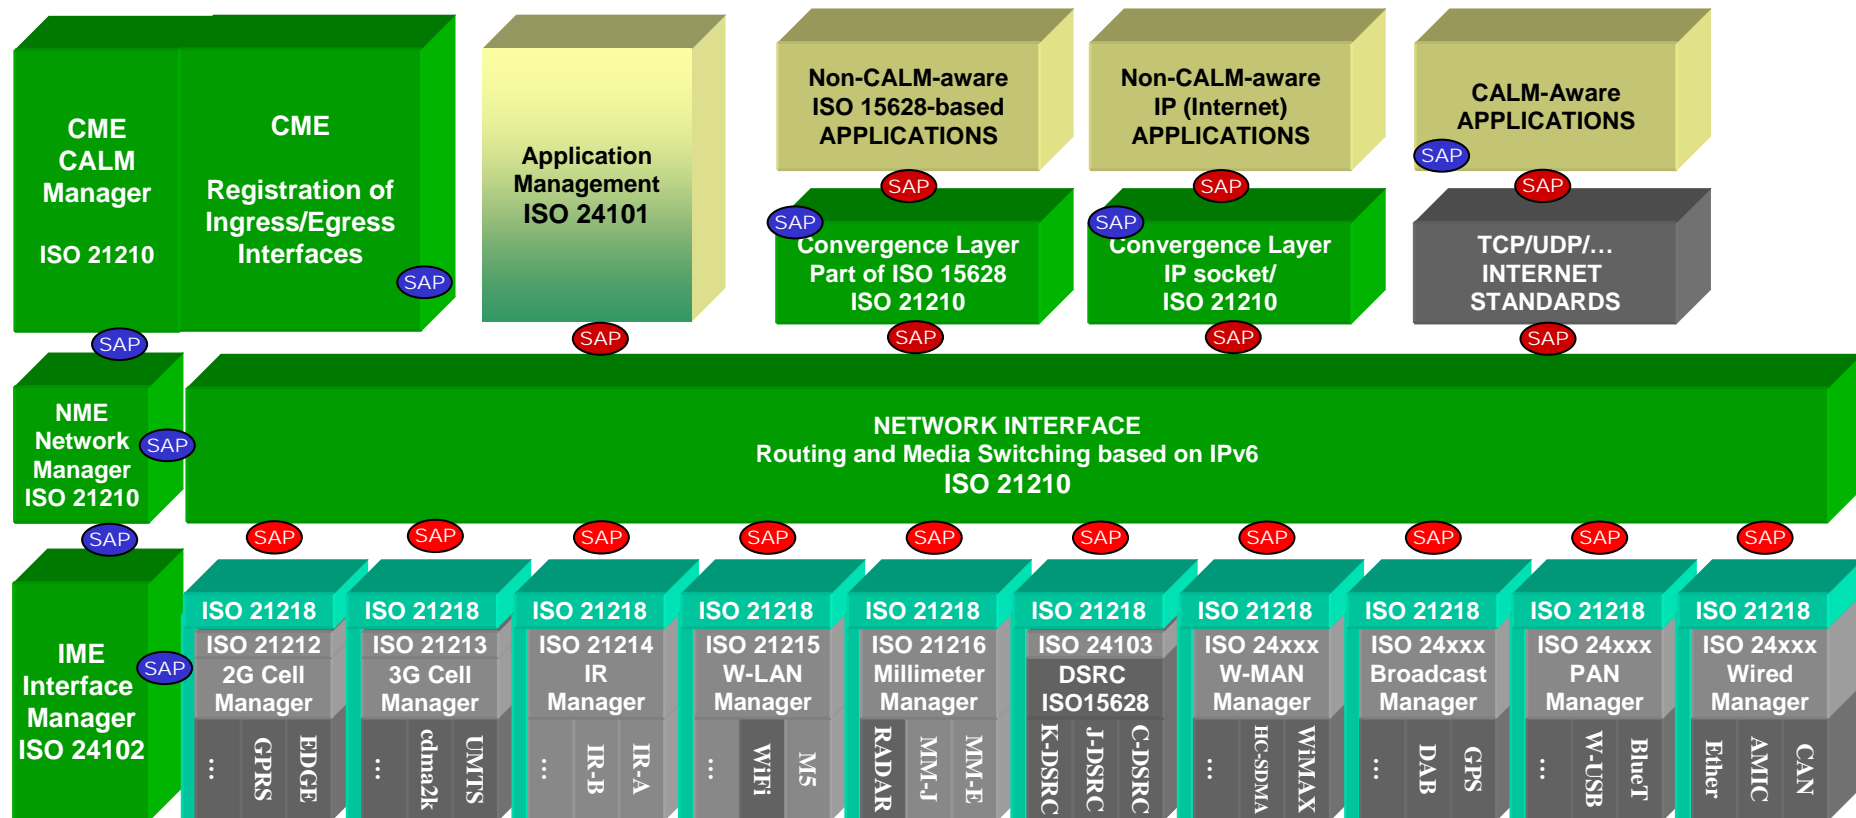 CME
CALM
Manager
ISO 21210
CME
Registration of
Ingress/Egress
Interfaces
SAP
Application
Management
ISO 24101
Non-CALM-aware
ISO 15628-based
APPLICATIONS
Non-CALM-aware
IP (Internet)
APPLICATIONS
CALM-Aware
APPLICATIONS
SAP
SAP
SAP
SAP
SAP
Convergence Layer
Part of ISO 15628
ISO 21210
SAP
Convergence Layer
IP socket/
ISO 21210
TCP/UDP/…
INTERNET
STANDARDS
SAP
SAP
SAP
SAP
SAP
NME
Network
Manager
ISO 21210
SAP
NETWORK INTERFACE
Routing and Media Switching based on IPv6
ISO 21210
SAP
SAP
SAP
SAP
SAP
SAP
SAP
SAP
SAP
SAP
SAP
IME
Interface
Manager
ISO 24102
SAP
ISO 21218
ISO 21212
2G Cell
Manager
…
GPRS
EDGE
ISO 21218
ISO 21213
3G Cell
Manager
…
cdma2k
UMTS
ISO 21218
ISO 21214
IR
Manager
…
IR-B
IR-A
ISO 21218
ISO 21215
W-LAN
Manager
…
WiFi
M5
ISO 21218
ISO 21216
Millimeter
Manager
RADAR
MM-J
MM-E
ISO 21218
ISO 24103
DSRC
ISO15628
K-DSRC
J-DSRC
C-DSRC
ISO 21218
ISO 24xxx
W-MAN
Manager
…
HC-SDMA
WiMAX
ISO 21218
ISO 24xxx
Broadcast
Manager
…
DAB
GPS
ISO 21218
ISO 24xxx
PAN
Manager
…
W-USB
BlueT
ISO 21218
ISO 24xxx
Wired
Manager
Ether
AMIC
CAN